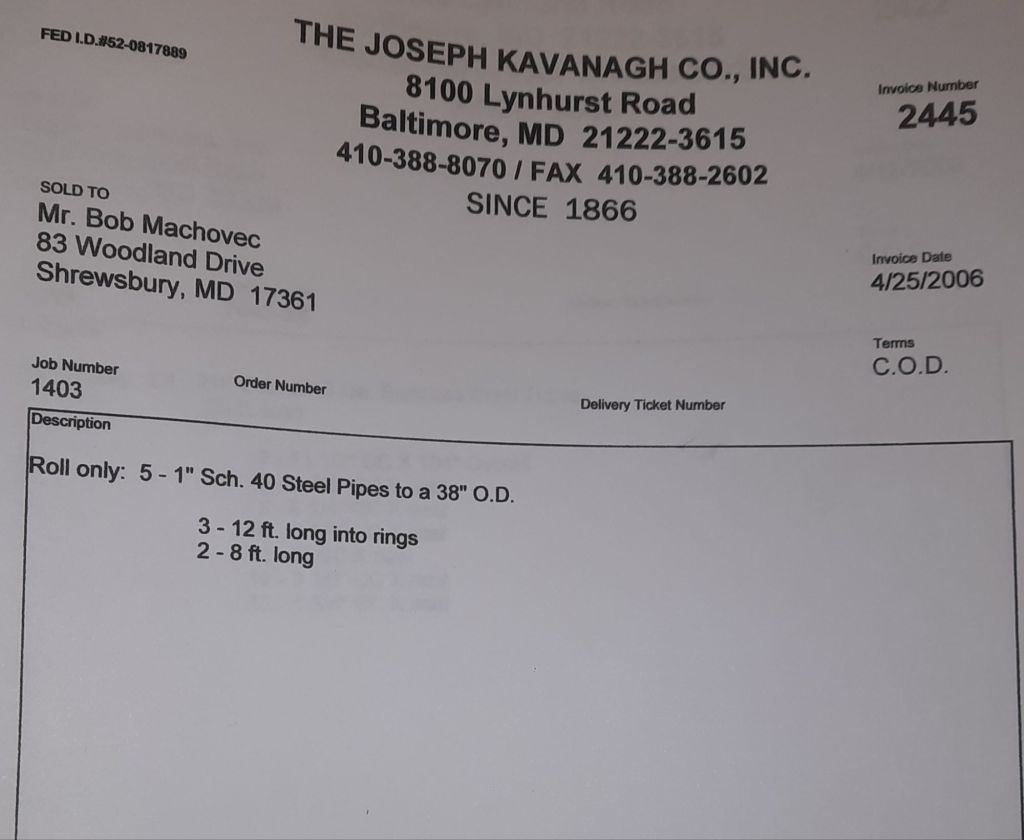 FED I.D.#52-0817889
THE JOSEPH KAVANAGH CO., INC.
8100 Lynhurst Road
Baltimore, MD 21222-3615
410-388-8070 / FAX 410-388-2602
SINCE 1866
Invoice Number
2445
SOLD TO
Mr. Bob Machovec
83 Woodland Drive
Shrewsbury, MD 17361
Invoice Date
4/25/2006
Terms
C.O.D.
Job Number
1403
Order Number
Delivery Ticket Number
Description
Roll only: 5 - 1" Sch. 40 Steel Pipes to a 38" O.D.
3 - 12 ft. long into rings
2 - 8 ft. long